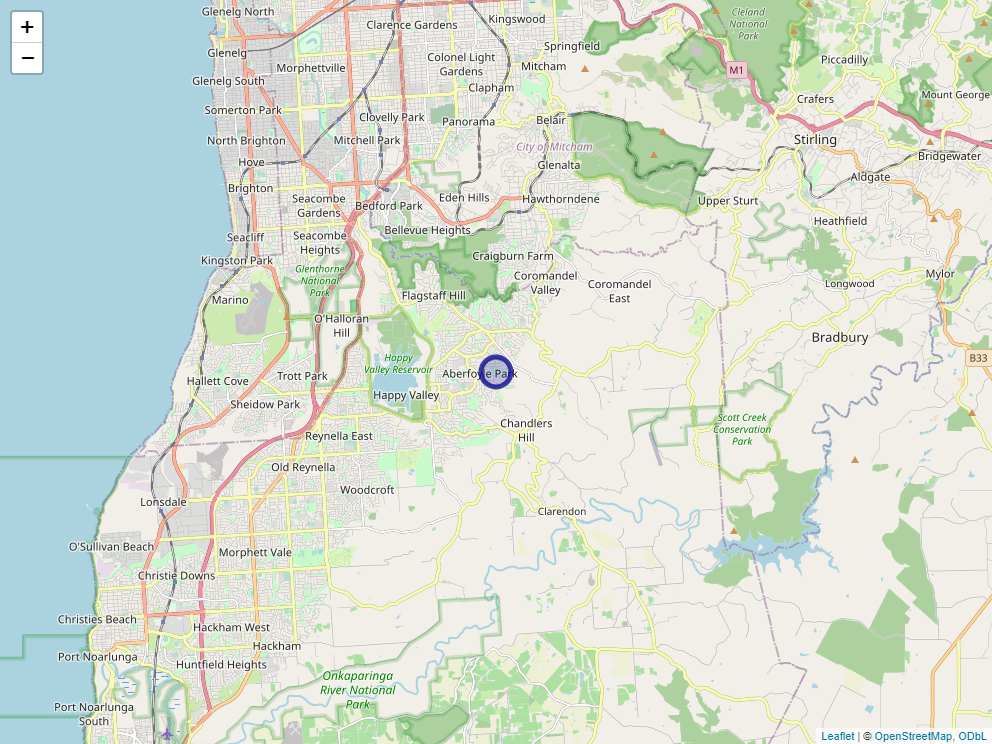 +
−
Glenelg North
Clarence Gardens
Kingswood
Cleland
National
Park
Glenelg
Springfield
Piccadilly
Colonel Light
Gardens
Morphettville
Mitcham
M1
Glenelg South
Clapham
Crafers
Mount George
Somerton Park
Clovelly Park
Panorama
Belair
North Brighton
Mitchell Park
City of Mitcham
Stirling
Hove
Glenalta
Bridgewater
Aldgate
Brighton
Seacombe
Gardens
Bedford Park
Eden Hills
Hawthorndene
Upper Sturt
Seacliff
Seacombe
Heights
Bellevue Heights
Heathfield
Kingston Park
Glenthorne
National
Park
Craigburn Farm
Coromandel
Valley
Coromandel
East
Longwood
Mylor
Marino
Flagstaff Hill
O'Halloran
Hill
Bradbury
B33
Happy
Valley Reservoir
Hallett Cove
Trott Park
Aberfoyle Park
Sheidow Park
Happy Valley
Chandlers
Hill
Scott Creek
Conservation
Park
Reynella East
Old Reynella
Woodcroft
Lonsdale
Clarendon
O'Sullivan Beach
Morphett Vale
Christie Downs
Christies Beach
Hackham West
Hackham
Port Noarlunga
Huntfield Heights
Onkaparinga
River National
Park
Port Noarlunga
South
Leaflet | © OpenStreetMap, ODbL